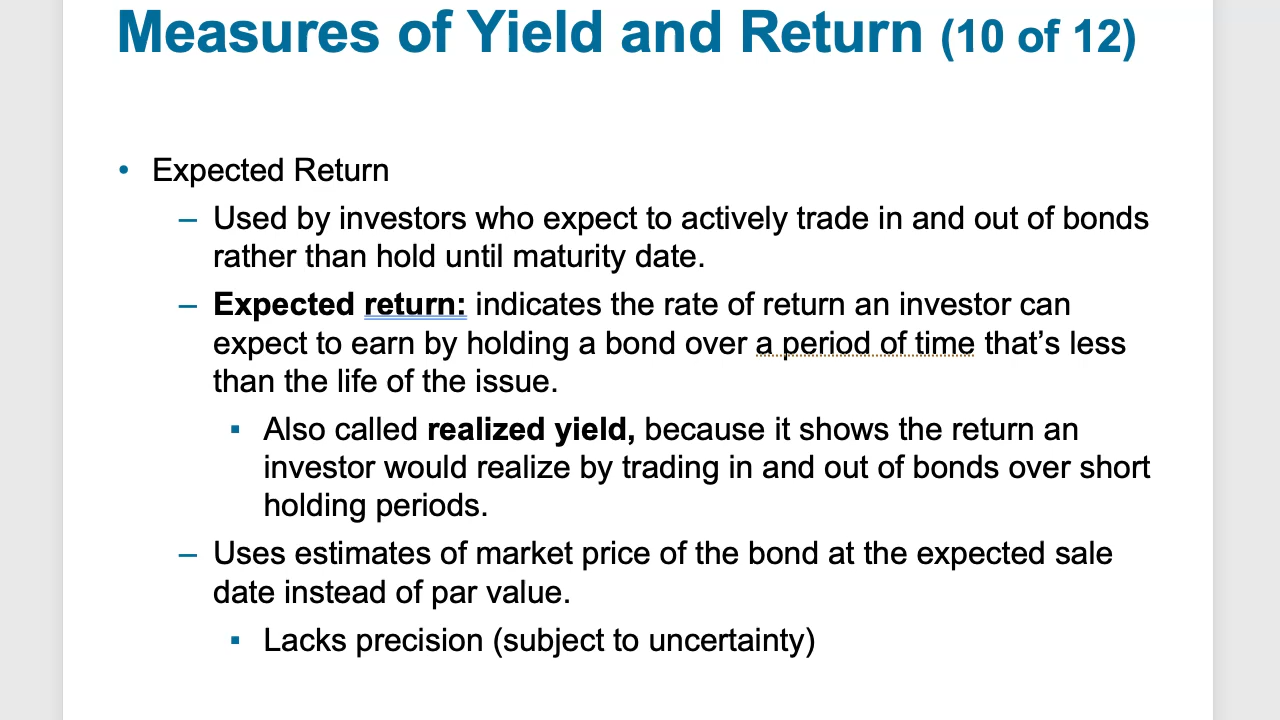 Measures of Yield and Return (10 of 12)
• Expected Return
– Used by investors who expect to actively trade in and out of bonds
rather than hold until maturity date.
– Expected return: indicates the rate of return an investor can
expect to earn by holding a bond over a period of time that’s less
than the life of the issue.
▪ Also called realized yield, because it shows the return an
investor would realize by trading in and out of bonds over short
holding periods.
– Uses estimates of market price of the bond at the expected sale
date instead of par value.
▪ Lacks precision (subject to uncertainty)